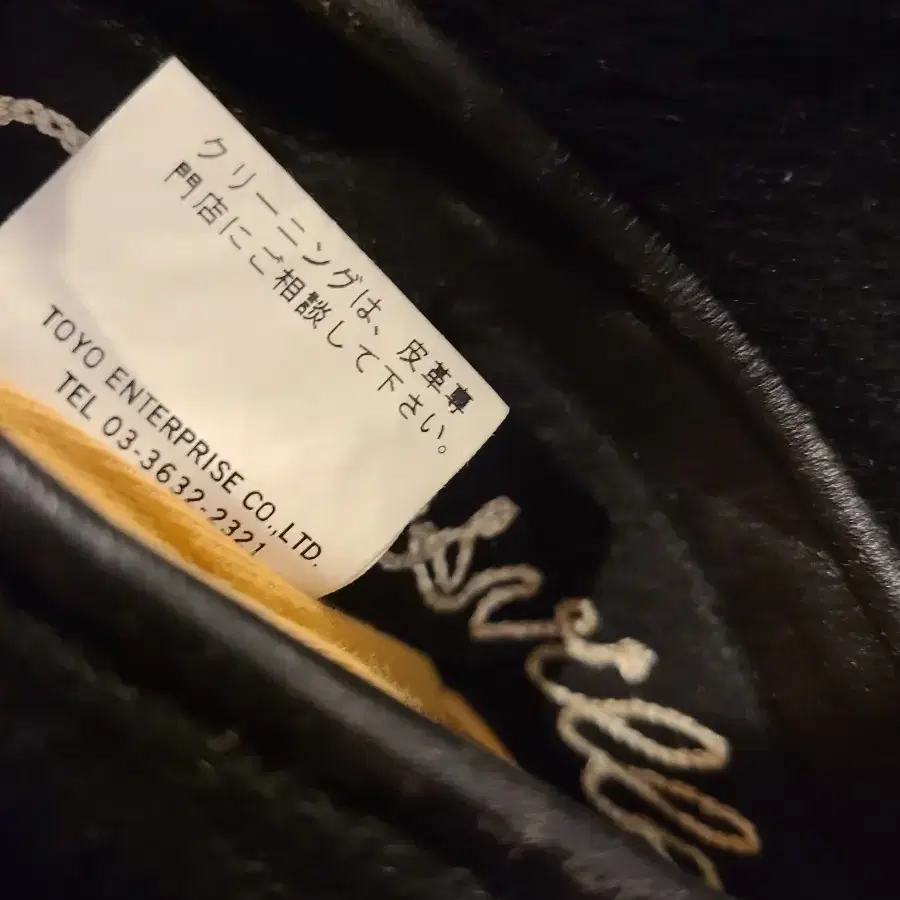 クリーニングは、皮革専
門店にご相談して下さい。
TOYO ENTERPRISE CO.,LTD.
TEL 03-3632-2321